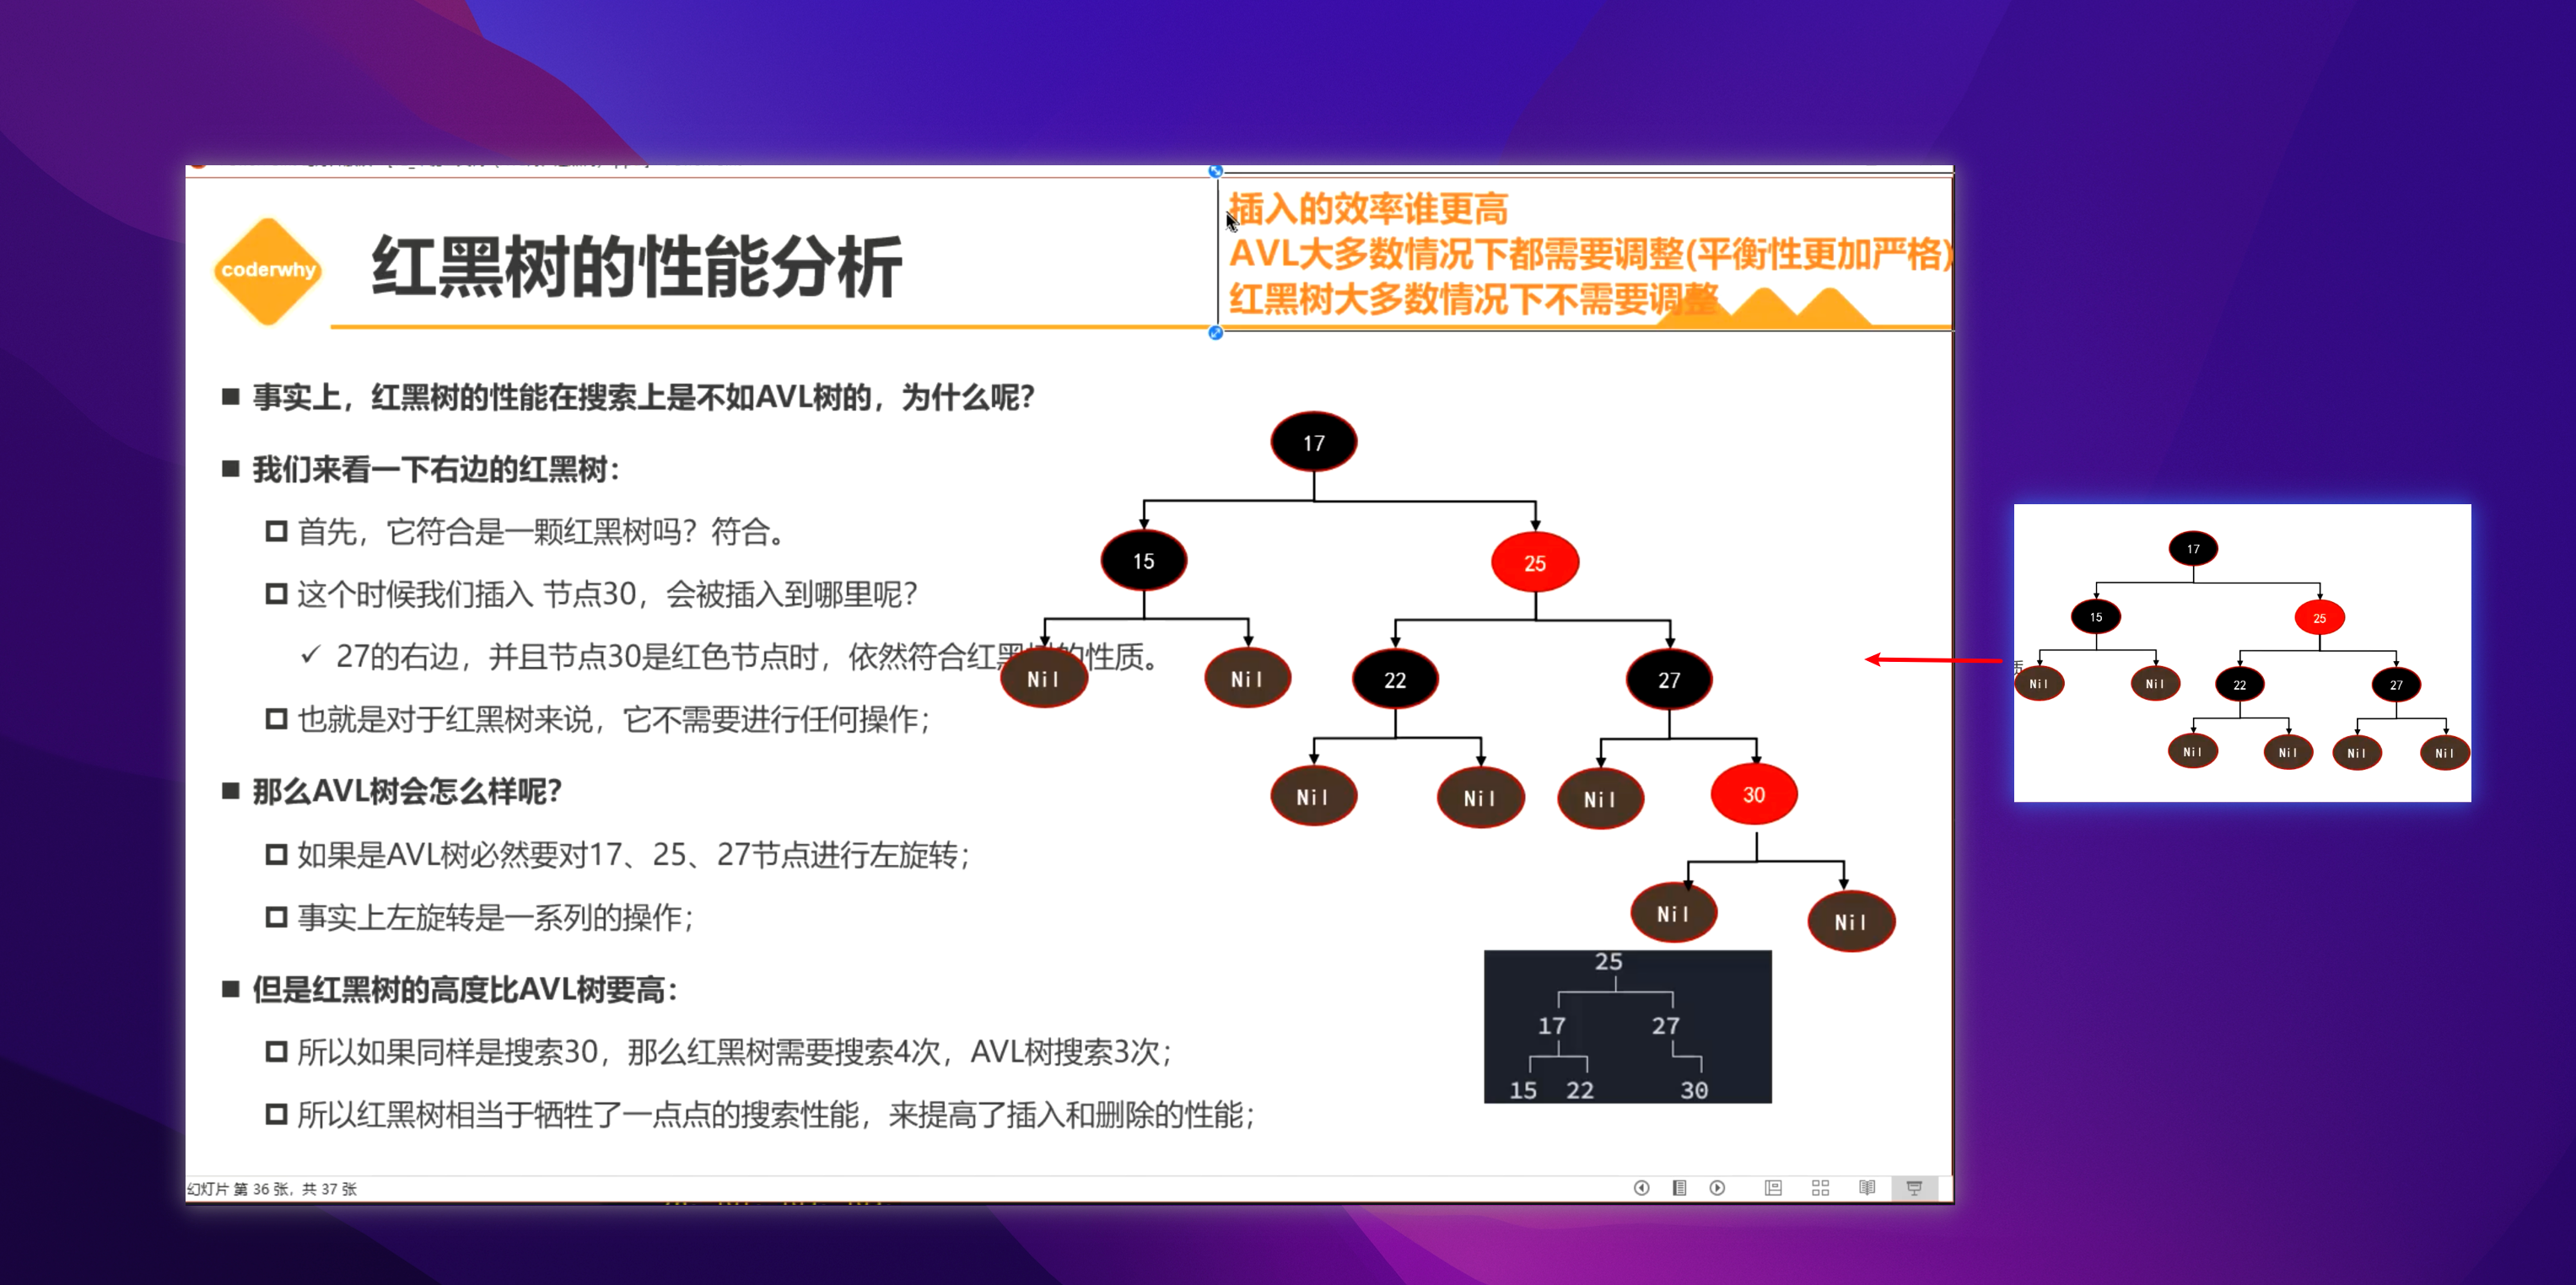 coderwhy
红黑树的性能分析
插入的效率谁更高
AVL大多数情况下都需要调整(平衡性更加严格)
红黑树大多数情况下不需要调整
事实上，红黑树的性能在搜索上是不如AVL树的，为什么呢？
我们来看一下右边的红黑树：
首先，它符合是一颗红黑树吗？符合。
这个时候我们插入 节点30，会被插入到哪里呢？
27的右边，并且节点30是红色节点时，依然符合红黑的性质。
也就是对于红黑树来说，它不需要进行任何操作；
那么AVL树会怎么样呢？
如果是AVL树必然要对17、25、27节点进行左旋转；
事实上左旋转是一系列的操作；
但是红黑树的高度比AVL树要高：
所以如果同样是搜索30，那么红黑树需要搜索4次，AVL树搜索3次；
所以红黑树相当于牺牲了一点点的搜索性能，来提高了插入和删除的性能；
17
15 25
Nil Nil 22 27
Nil Nil Nil 30
Nil Nil
25
17 27
15 22 30
幻灯片 第 36 张，共 37 张
17
15 25
质
Nil Nil 22 27
Nil Nil Nil Nil